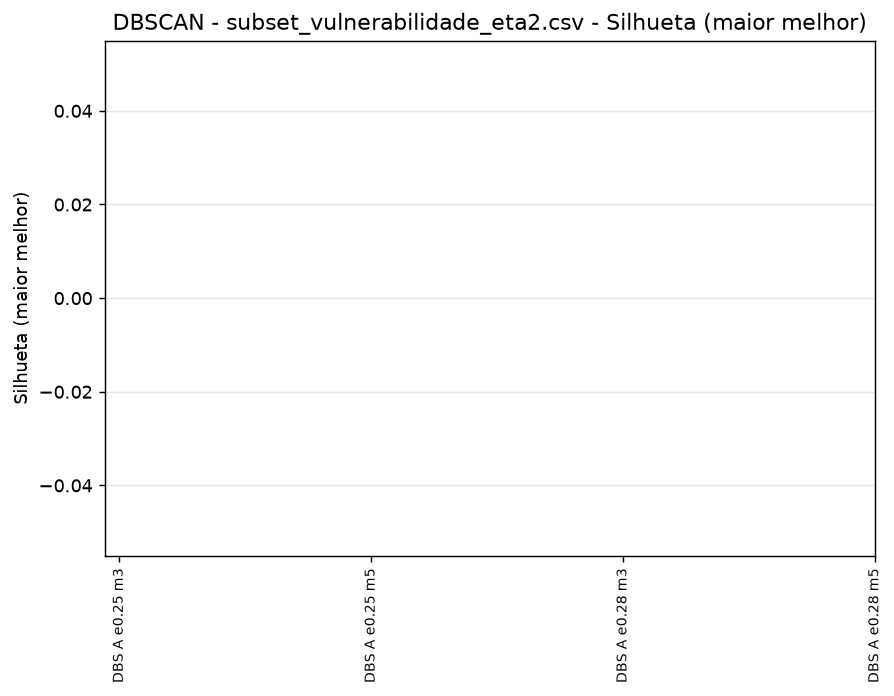 DBSCAN - subset_vulnerabilidade_eta2.csv - Silhueta (maior melhor)
Silhueta (maior melhor)
0.04
0.02
0.00
−0.02
−0.04
DBS A e0.25 m3
DBS A e0.25 m5
DBS A e0.28 m3
DBS A e0.28 m5